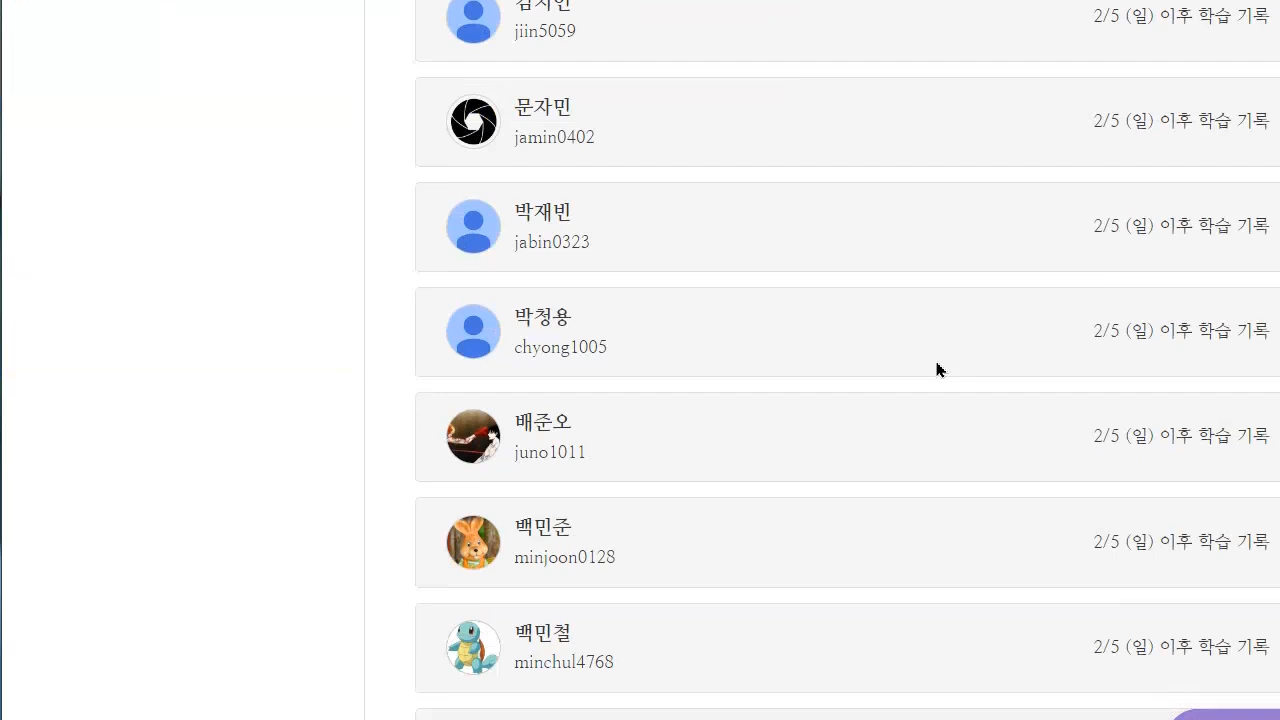 jiin5059
2/5 (일) 이후 학습 기록
문자민
jamin0402
2/5 (일) 이후 학습 기록
박재빈
jabin0323
2/5 (일) 이후 학습 기록
박청용
chyong1005
2/5 (일) 이후 학습 기록
배준오
juno1011
2/5 (일) 이후 학습 기록
백민준
minjoon0128
2/5 (일) 이후 학습 기록
백민철
minchul4768
2/5 (일) 이후 학습 기록